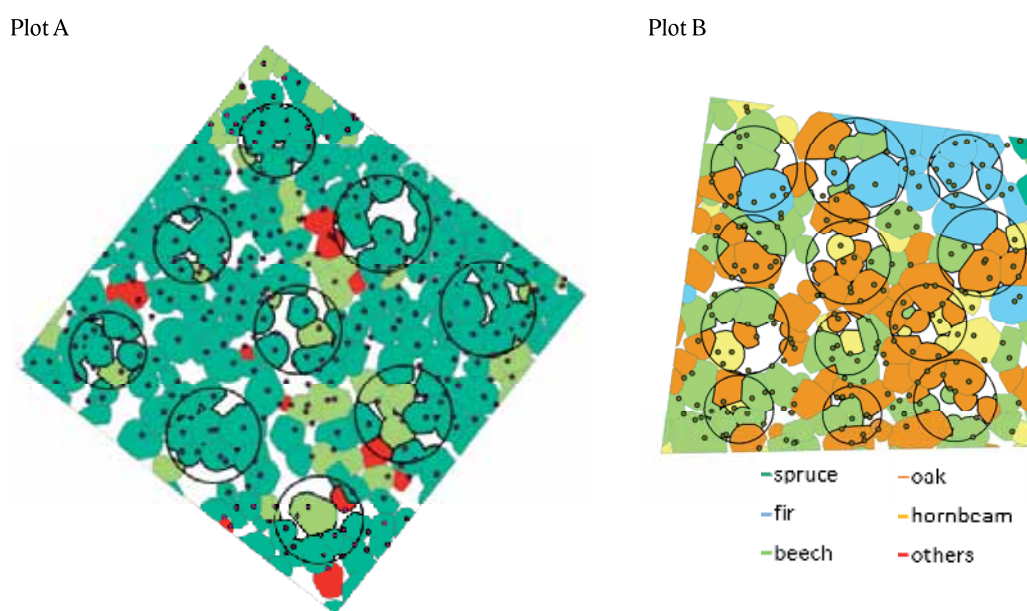 Plot A
Plot B
spruce
oak
fir
hornbeam
beech
others